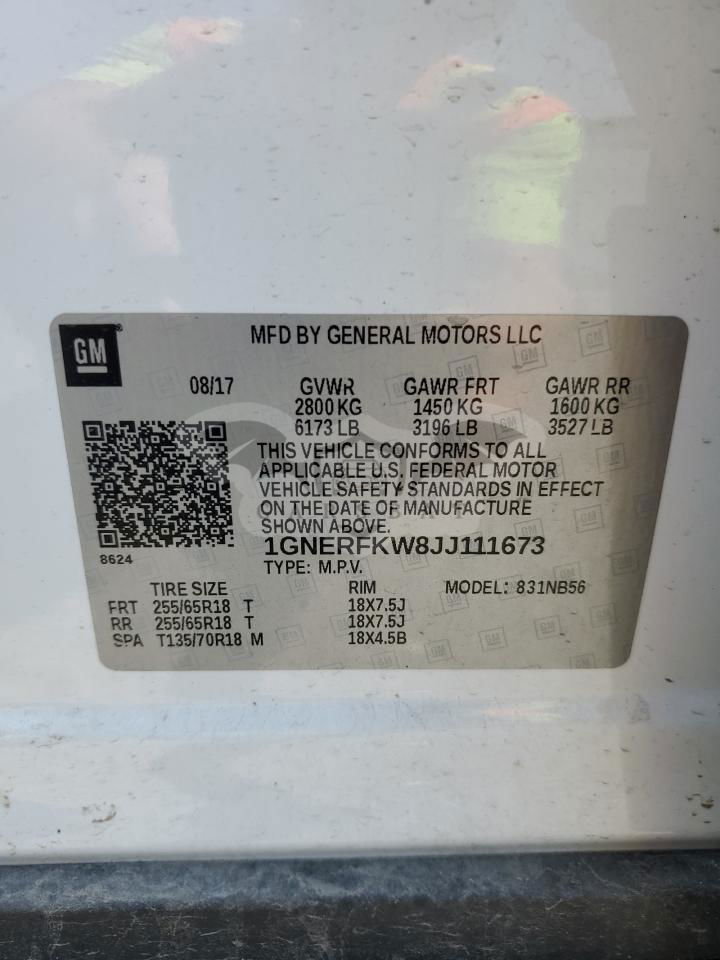 GM
MFD BY GENERAL MOTORS LLC
08/17 GVWR GAWR FRT GAWR RR
2800 KG 1450 KG 1600 KG
6173 LB 3196 LB 3527 LB
THIS VEHICLE CONFORMS TO ALL
APPLICABLE U.S. FEDERAL MOTOR
VEHICLE SAFETY STANDARDS IN EFFECT
ON THE DATE OF MANUFACTURE
SHOWN ABOVE.
8624
1GNERFKW8JJ111673
TYPE: M.P.V.
TIRE SIZE RIM MODEL: 831NB56
FRT 255/65R18 T 18X7.5J
RR 255/65R18 T 18X7.5J
SPA T135/70R18 M 18X4.5B